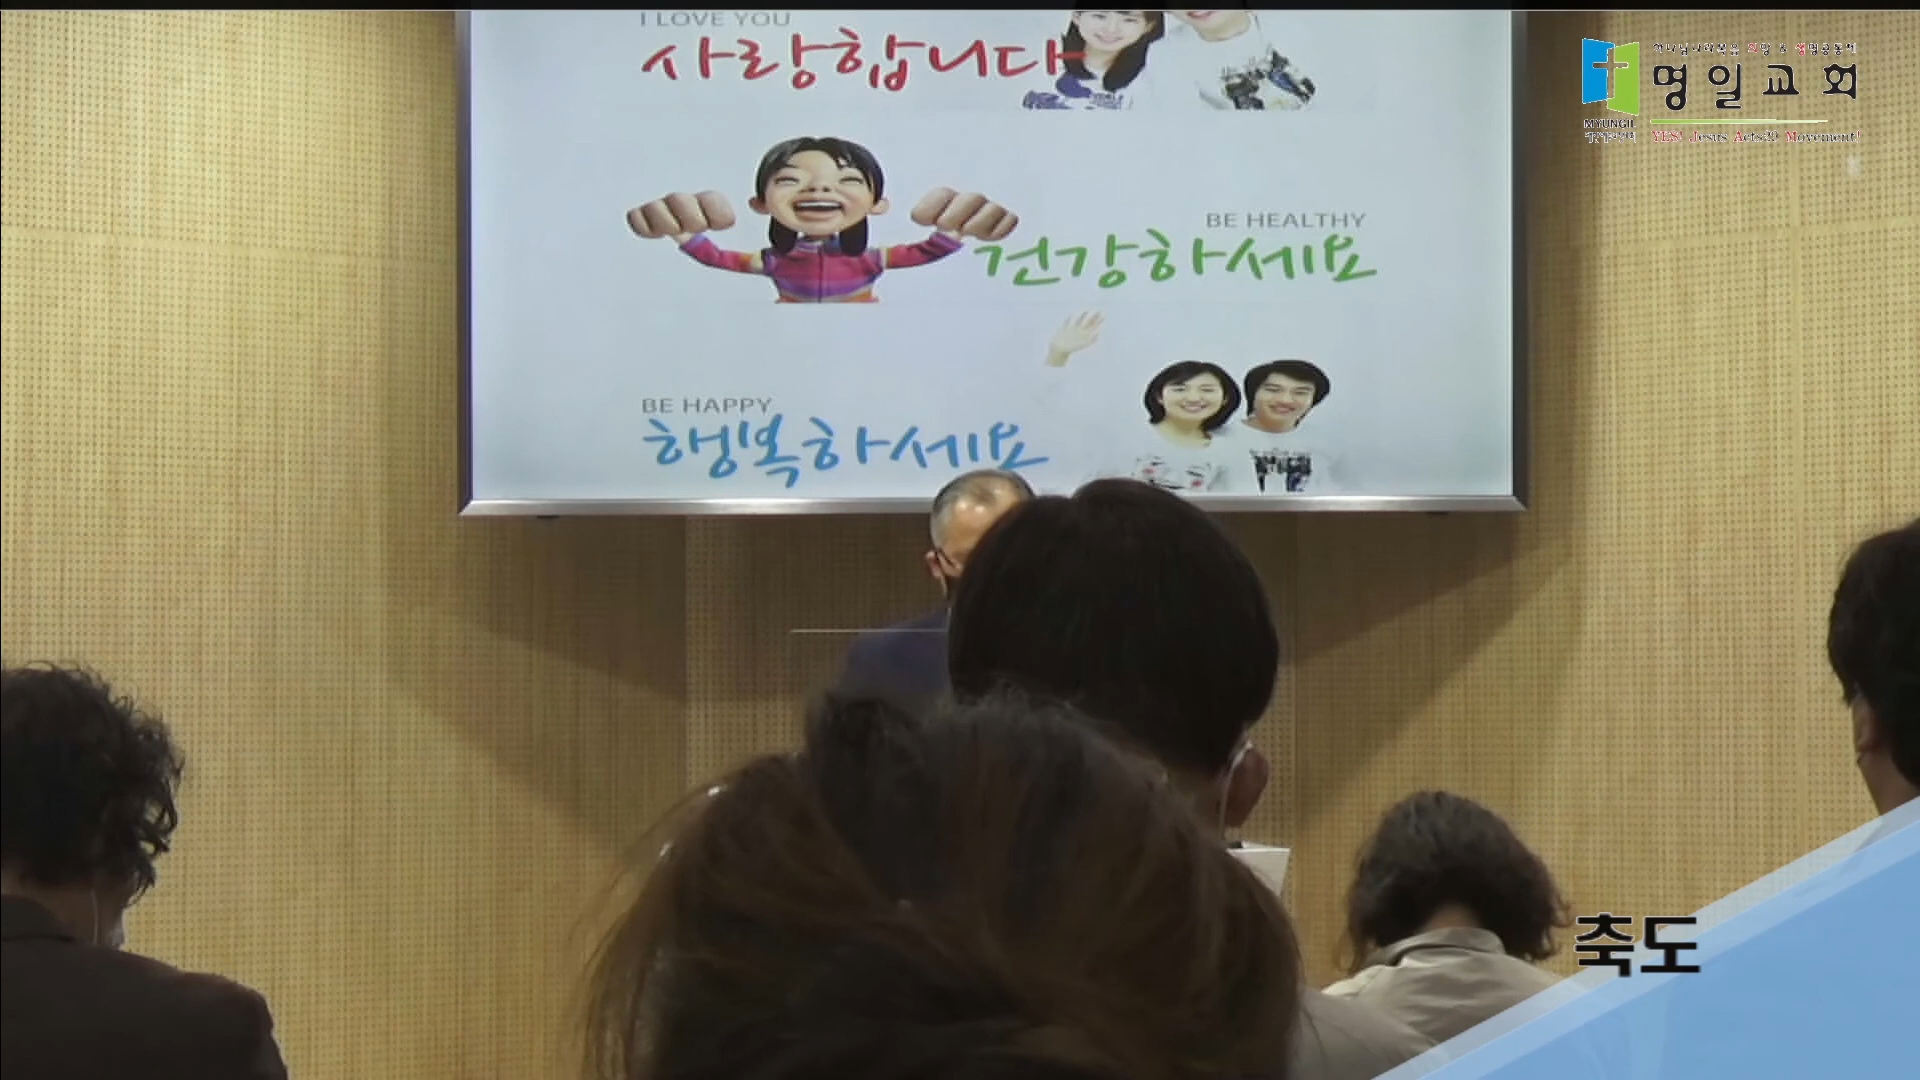 I LOVE YOU
사랑합니다
BE HEALTHY
건강하세요
BE HAPPY
행복하세요
명일교회
MYUNGIL
YES! Jesus Acts29 Movement!
축도